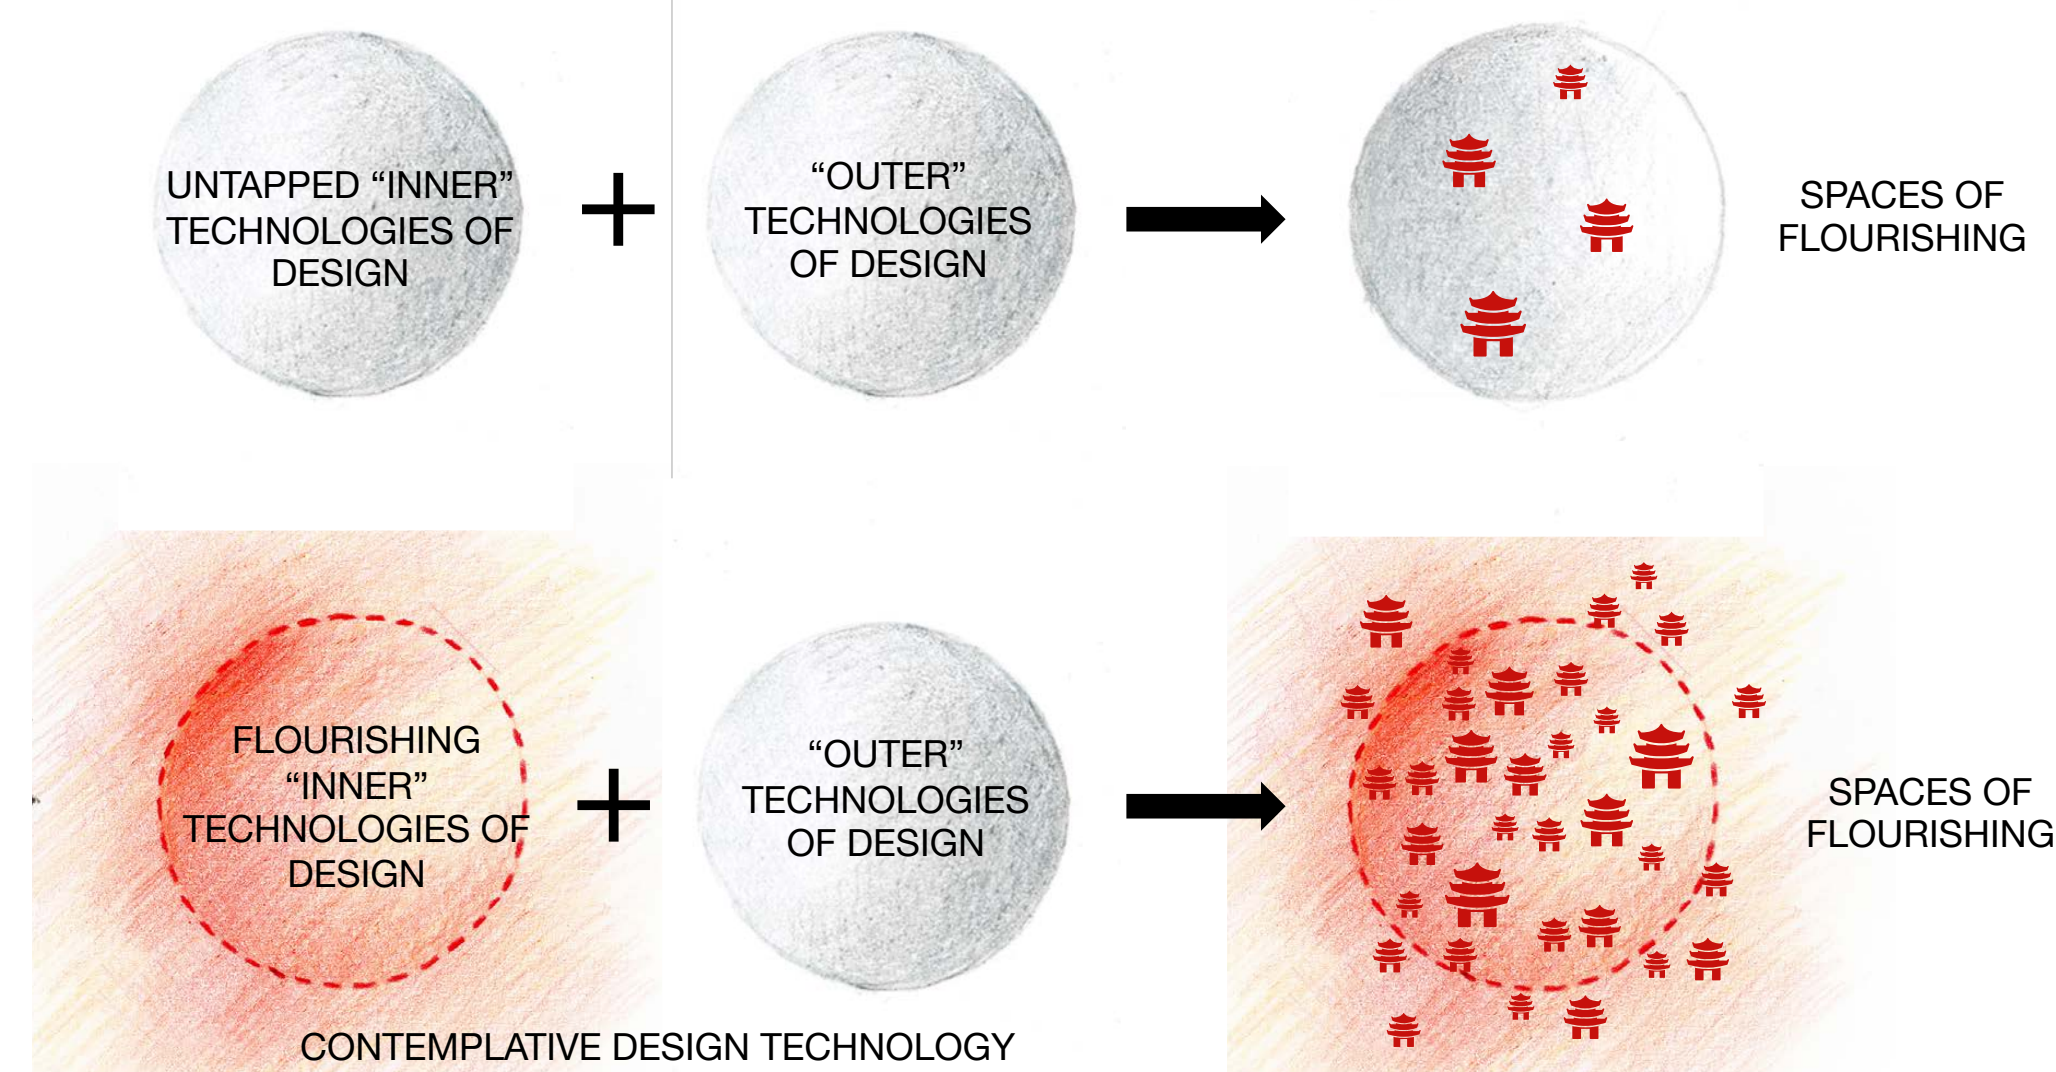 UNTAPPED “INNER”
TECHNOLOGIES OF
DESIGN
“OUTER”
TECHNOLOGIES
OF DESIGN
SPACES OF
FLOURISHING
FLOURISHING
“INNER”
TECHNOLOGIES OF
DESIGN
“OUTER”
TECHNOLOGIES
OF DESIGN
SPACES OF
FLOURISHING
CONTEMPLATIVE DESIGN TECHNOLOGY